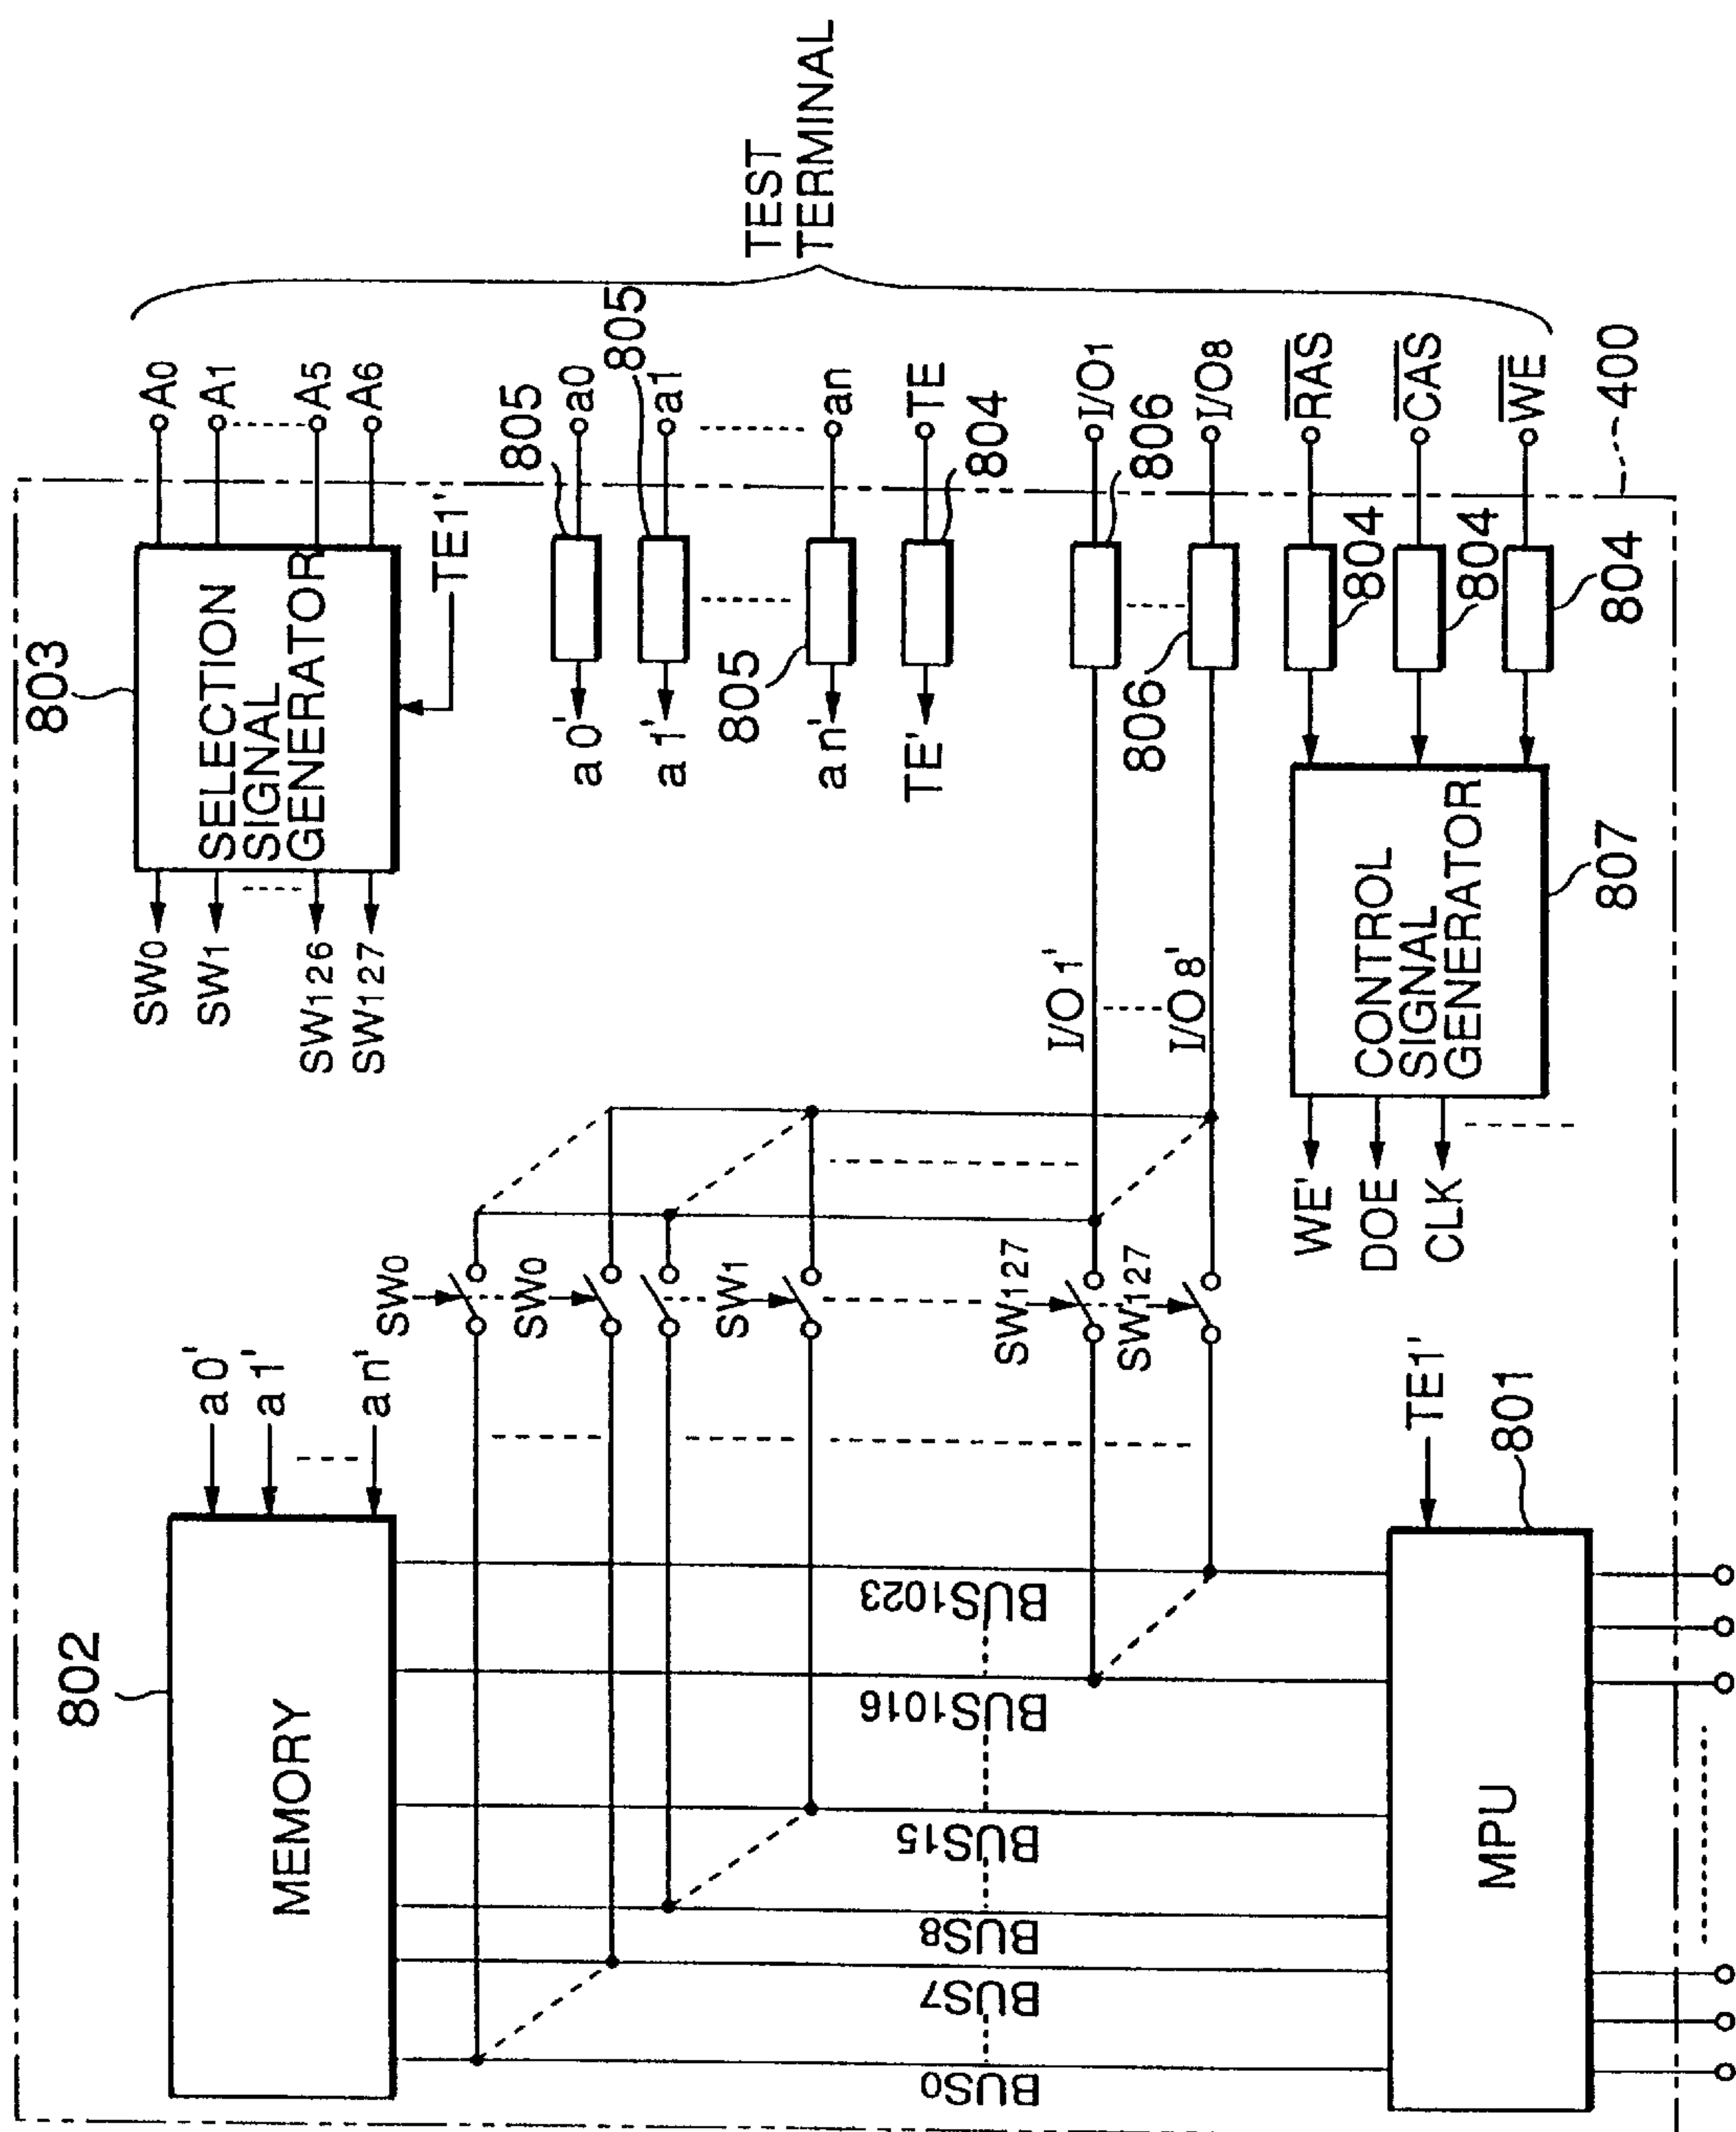 TEST
TERMINAL
A0
A1
A5
A6
805
a0
805
a1
an
TE
804
I/O1
806
I/O8
RAS
CAS
WE
400
803
SELECTION
SIGNAL
GENERATOR
TE1'
SW0
SW1
SW126
SW127
a0'
a1'
805
an'
TE'
806
804
804
804
I/O1'
I/O8'
CONTROL
SIGNAL
GENERATOR
807
WE'
DOE
CLK
SW0
SW0
SW1
SW127
SW127
a0'
a1'
an'
802
MEMORY
BUS0
BUS7
BUS8
BUS15
BUS1016
BUS1023
TE1'
801
MPU